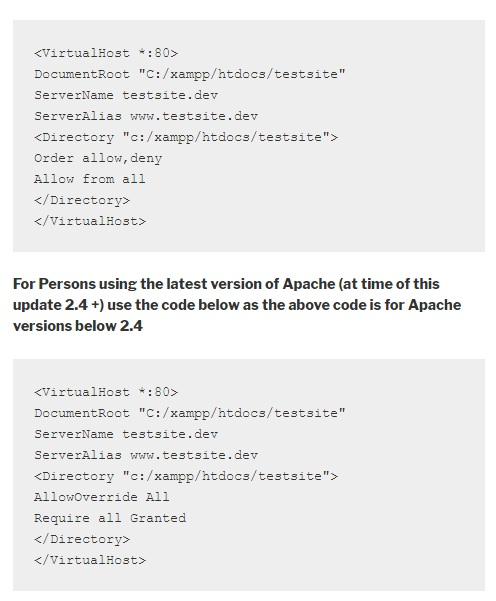 <VirtualHost *:80>
DocumentRoot "C:/xampp/htdocs/testsite"
ServerName testsite.dev
ServerAlias www.testsite.dev
<Directory "c:/xampp/htdocs/testsite">
Order allow,deny
Allow from all
</Directory>
</VirtualHost>
For Persons using the latest version of Apache (at time of this
update 2.4 +) use the code below as the above code is for Apache
versions below 2.4
<VirtualHost *:80>
DocumentRoot "C:/xampp/htdocs/testsite"
ServerName testsite.dev
ServerAlias www.testsite.dev
<Directory "c:/xampp/htdocs/testsite">
AllowOverride All
Require all Granted
</Directory>
</VirtualHost>